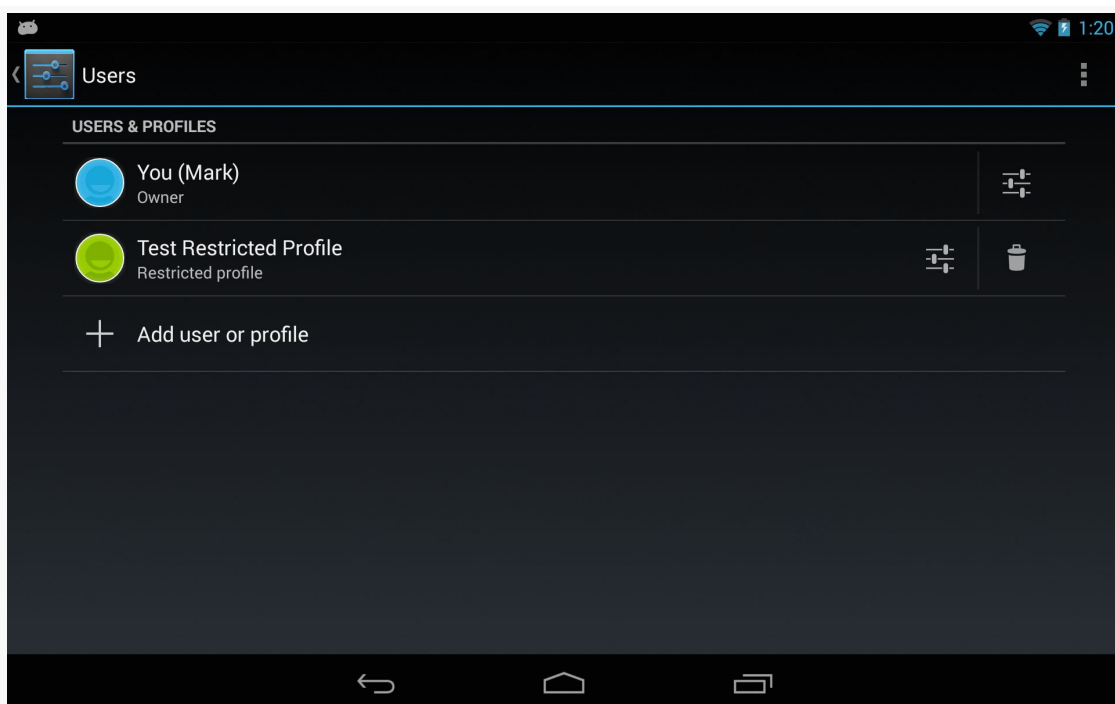 1:20
Users
USERS & PROFILES
You (Mark)
Owner
Test Restricted Profile
Restricted profile
Add user or profile